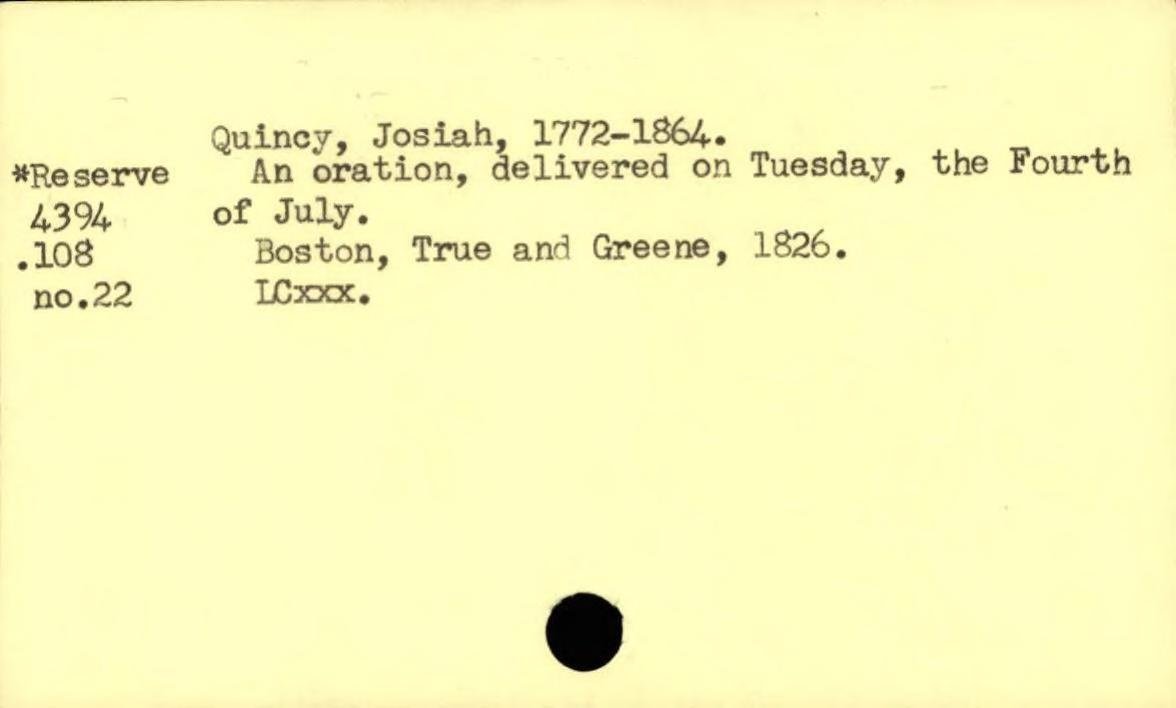 Quincy, Josiah, 1772-1864.
*Reserve An oration, delivered on Tuesday, the Fourth
4394 of July.
.108 Boston, True and Greene, 1826.
no.22 LCxxx.